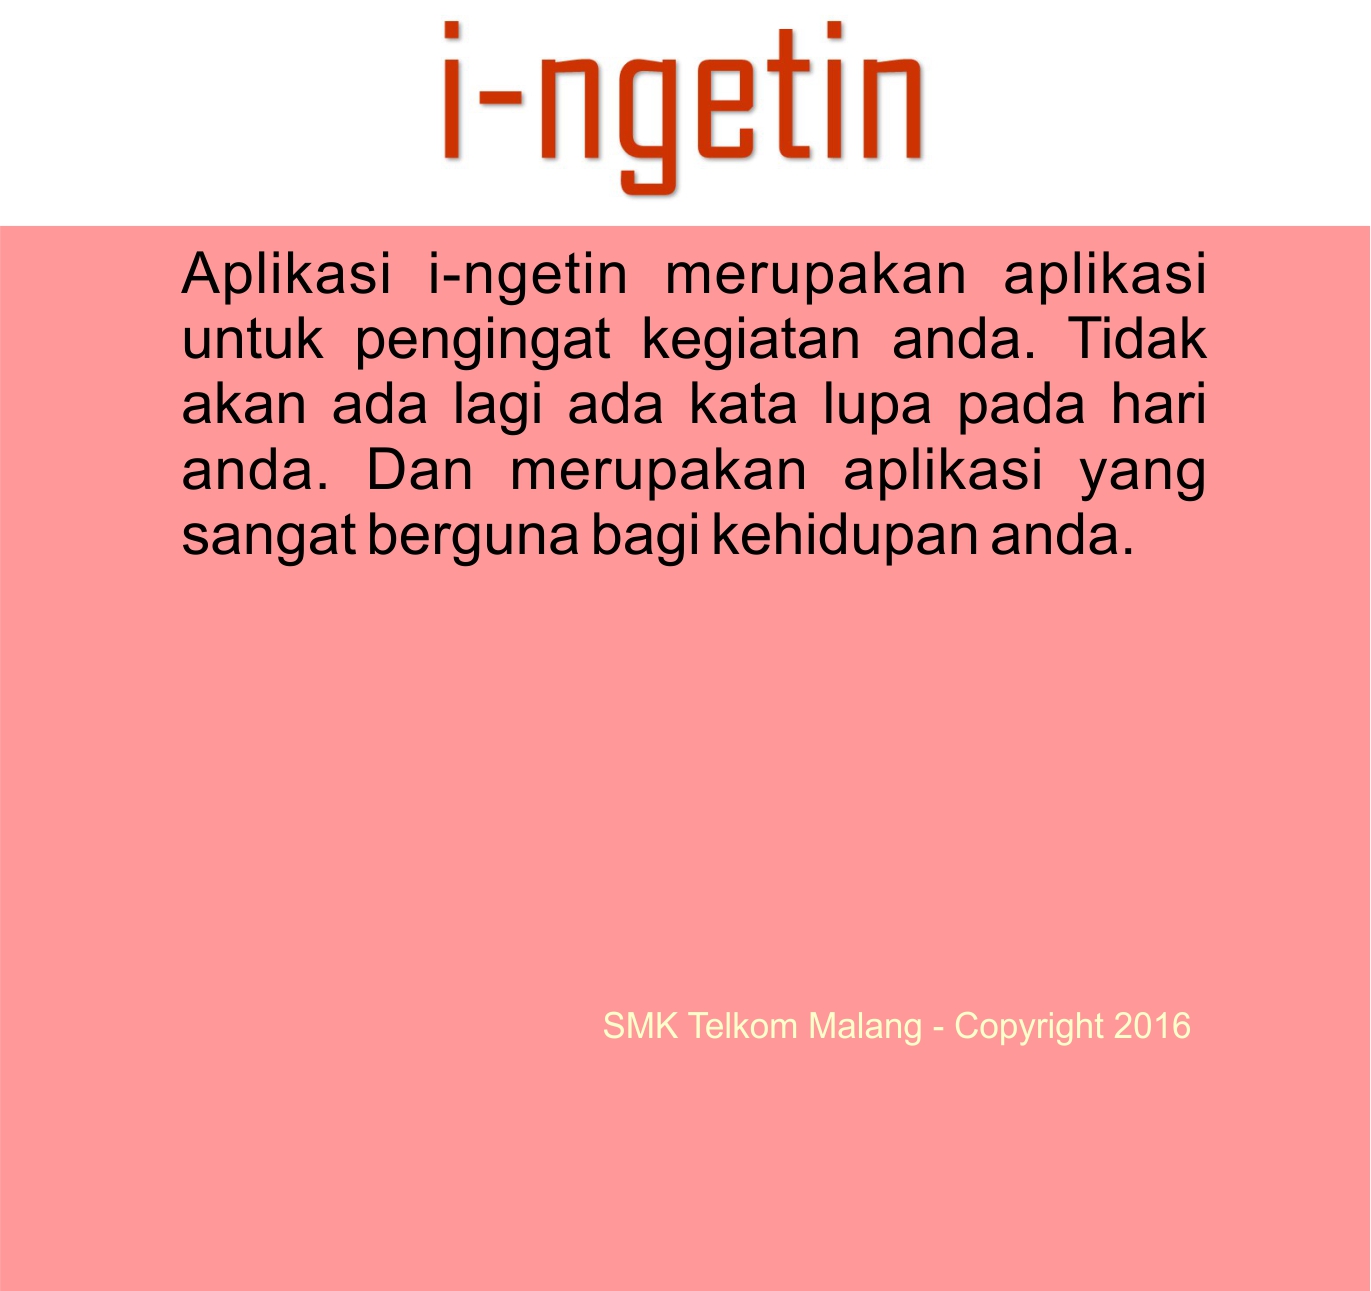 i-ngetin
Aplikasi i-ngetin merupakan aplikasi
untuk pengingat kegiatan anda. Tidak
akan ada lagi ada kata lupa pada hari
anda. Dan merupakan aplikasi yang
sangat berguna bagi kehidupan anda.
SMK Telkom Malang - Copyright 2016